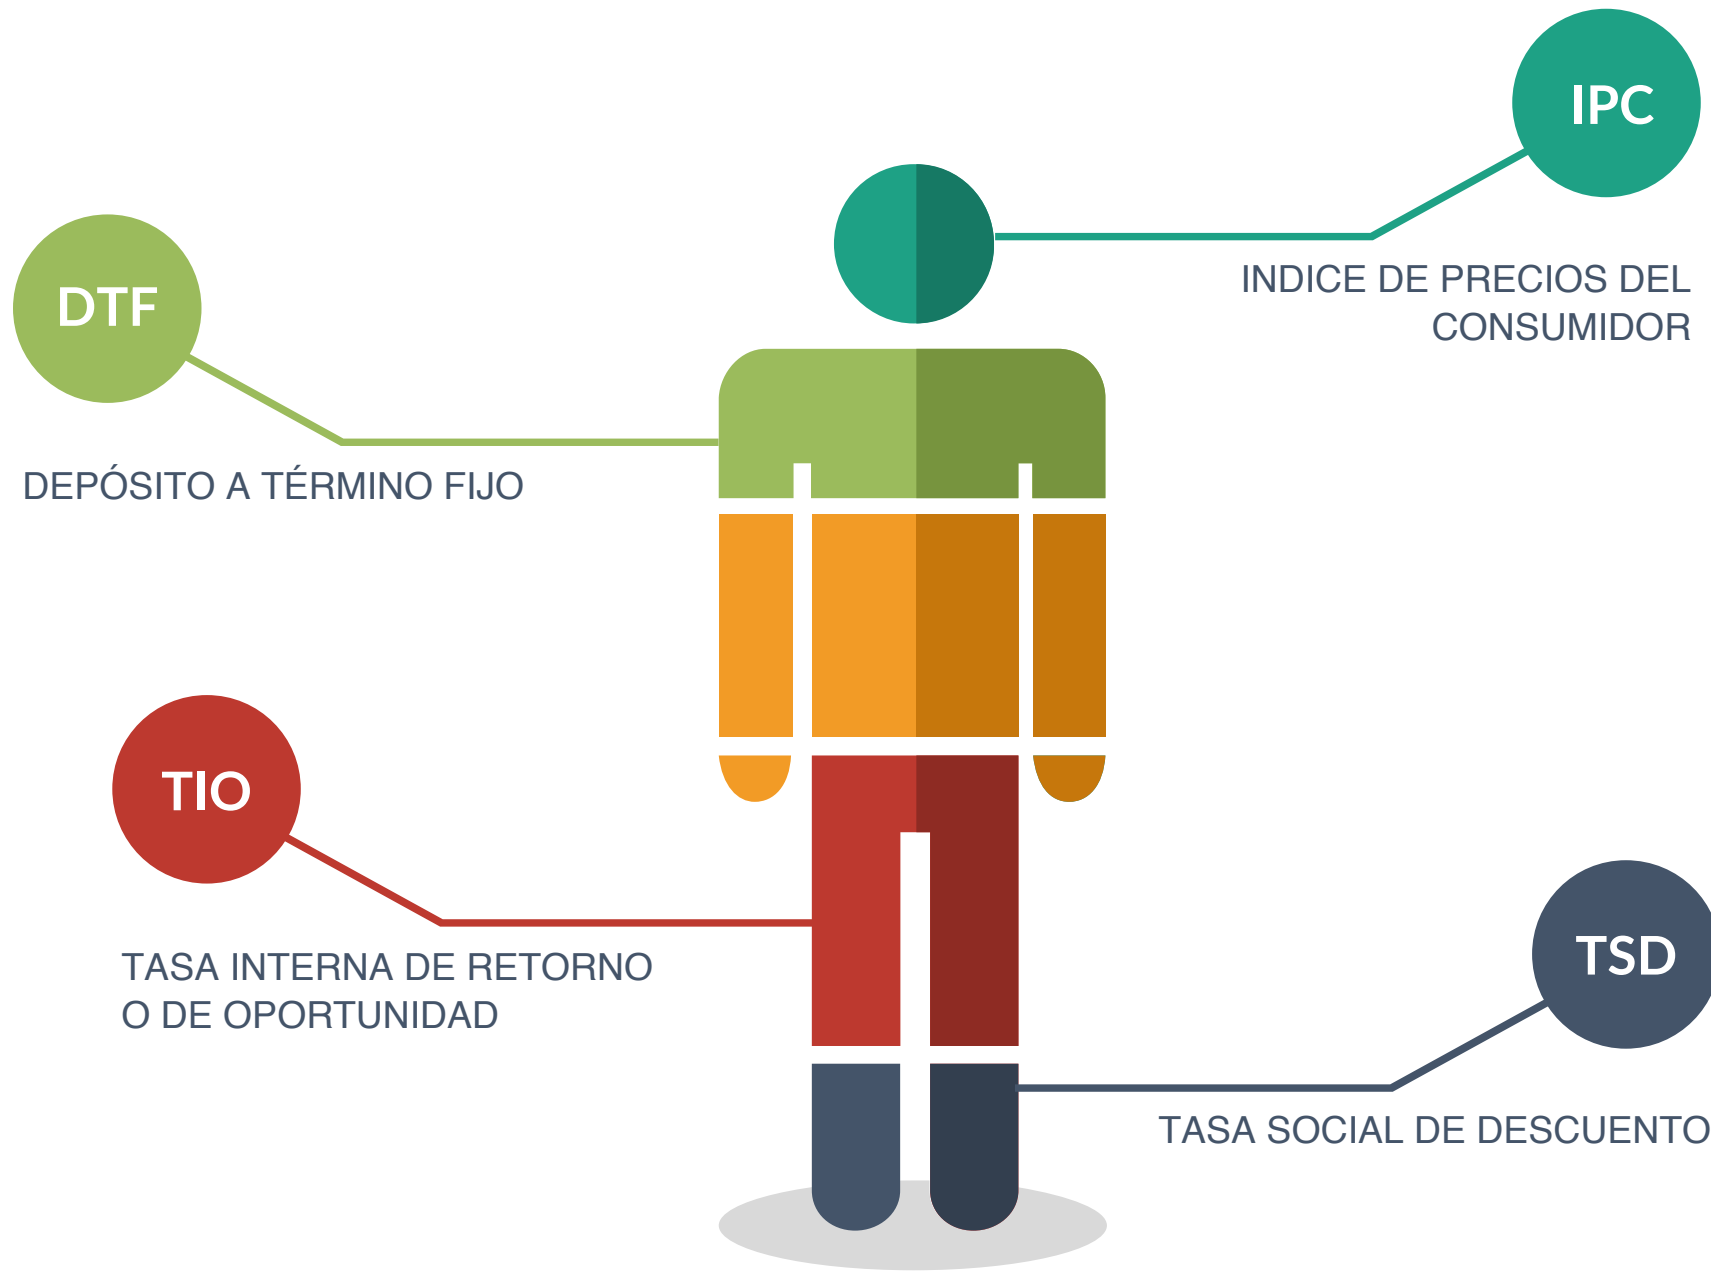 IPC
INDICE DE PRECIOS DEL
CONSUMIDOR
DTF
DEPÓSITO A TÉRMINO FIJO
TIO
TASA INTERNA DE RETORNO
O DE OPORTUNIDAD
TSD
TASA SOCIAL DE DESCUENTO